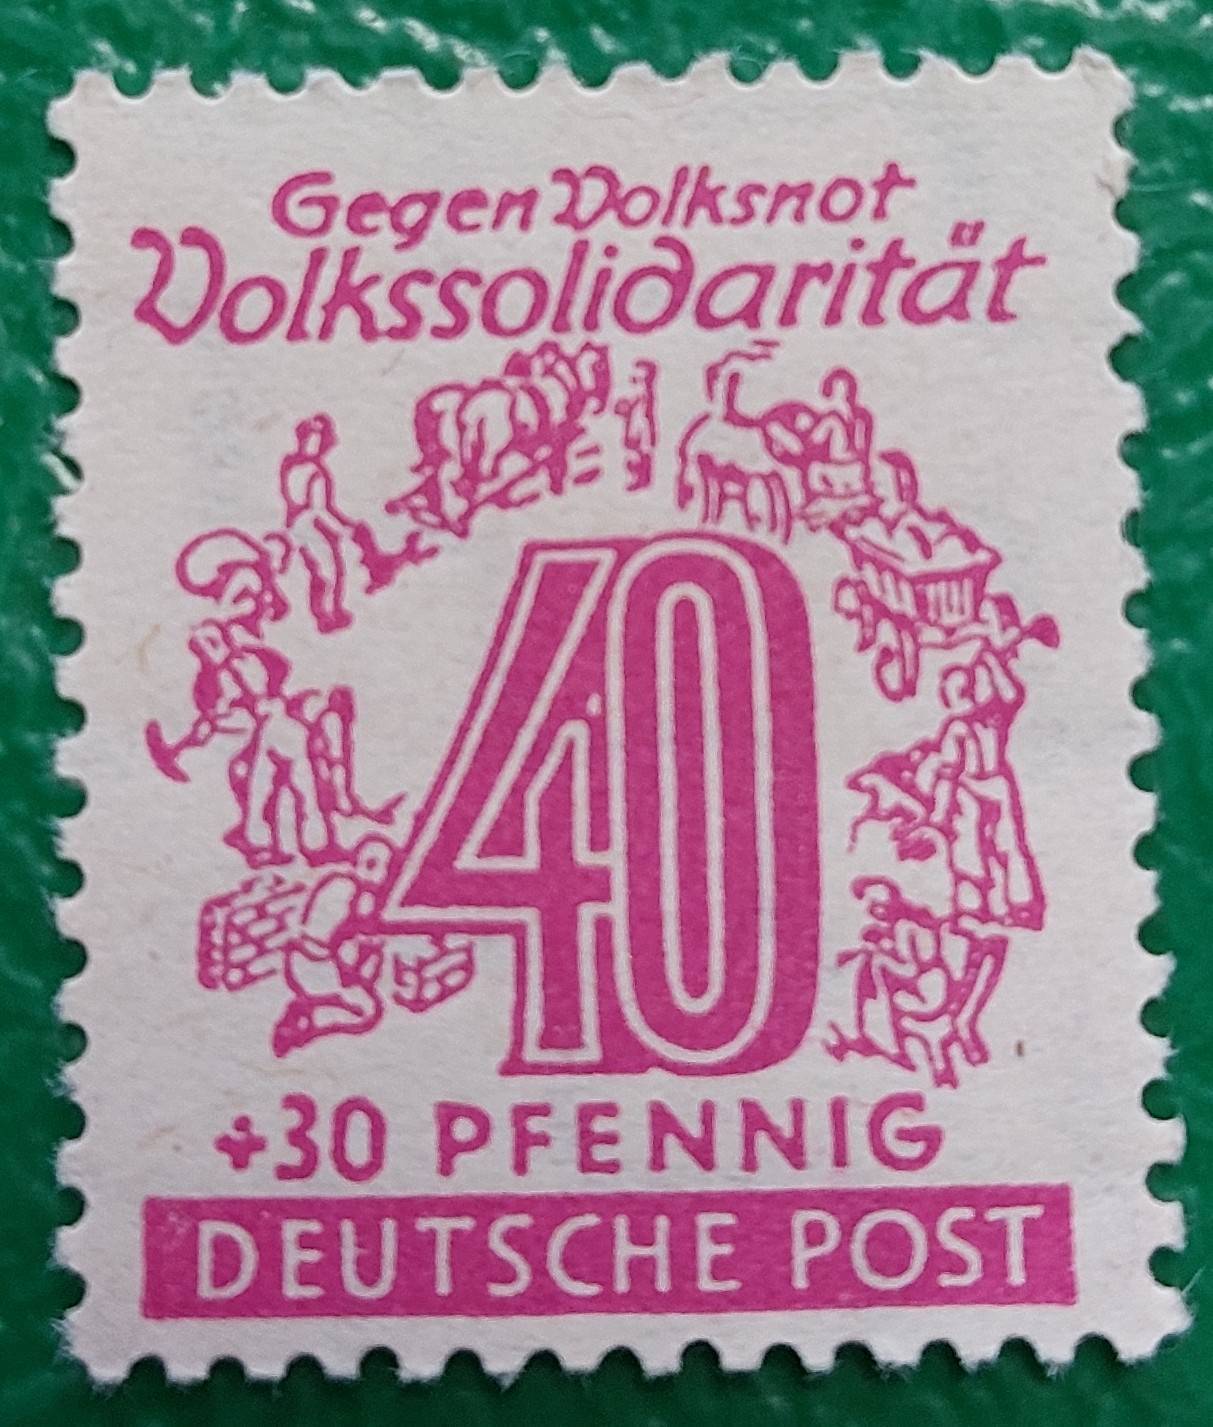 Gegen Volksnot
Volkssolidarität
40
+30 PFENNIG
DEUTSCHE POST